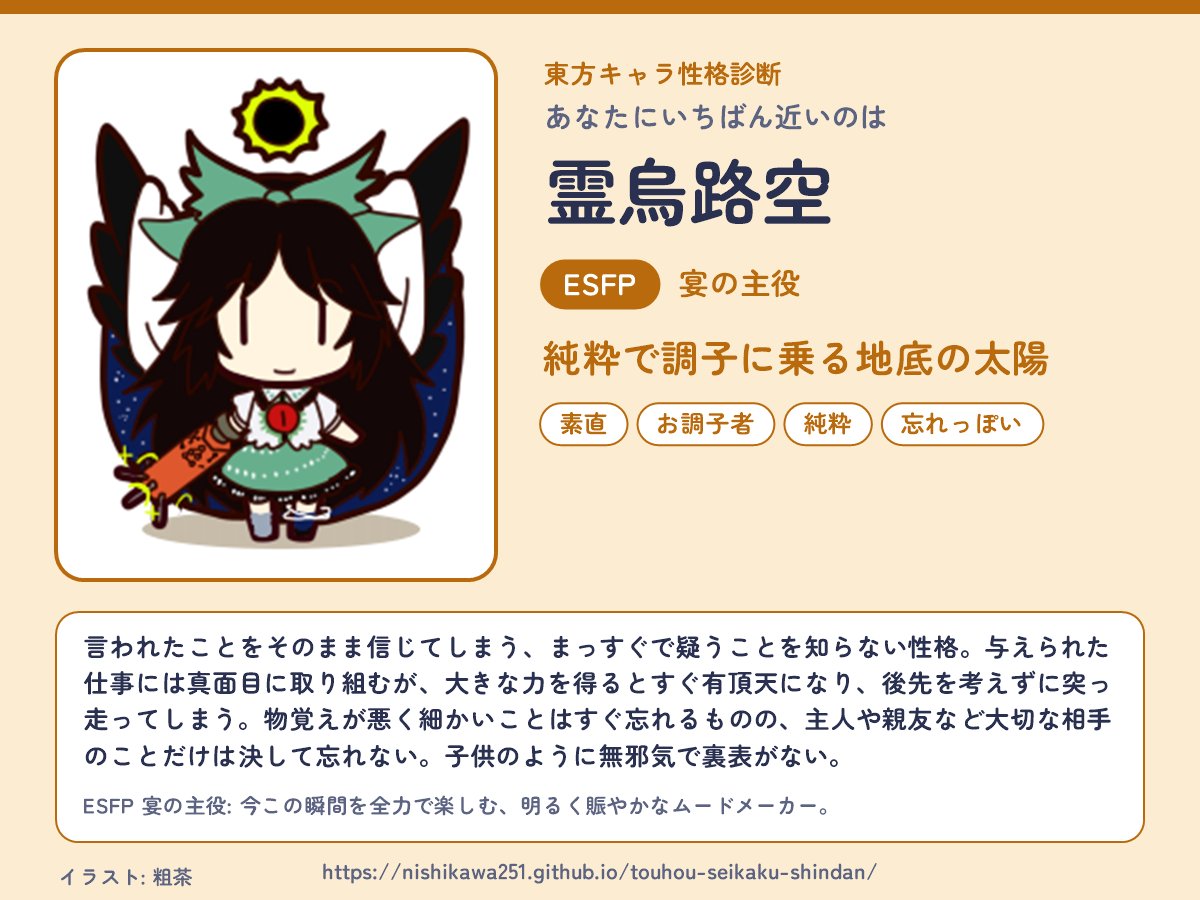 東方キャラ性格診断
あなたにいちばん近いのは
霊烏路空
ESFP 宴の主役
純粋で調子に乗る地底の太陽
素直 お調子者 純粋 忘れっぽい
言われたことをそのまま信じてしまう、まっすぐで疑うことを知らない性格。与えられた
仕事には真面目に取り組むが、大きな力を得るとすぐ有頂天になり、後先を考えずに突っ
走ってしまう。物覚えが悪く細かいことはすぐ忘れるものの、主人や親友など大切な相手
のことだけは決して忘れない。子供のように無邪気で裏表がない。
ESFP 宴の主役: 今この瞬間を全力で楽しむ、明るく賑やかなムードメーカー。
イラスト: 粗茶 https://nishikawa251.github.io/touhou-seikaku-shindan/